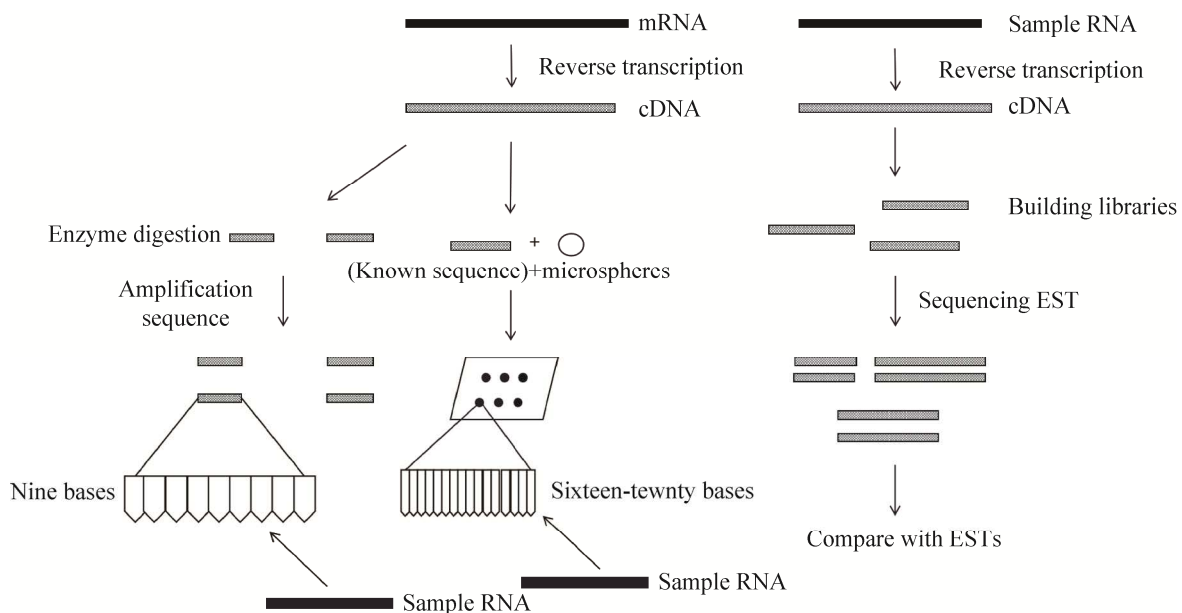 mRNA
Sample RNA
Reverse transcription
Reverse transcription
cDNA
cDNA
Enzyme digestion
+
(Known sequence)+microspheres
Building libraries
Amplification
sequence
Sequencing EST
Nine bases
Sixteen-tewnty bases
Compare with ESTs
Sample RNA
Sample RNA